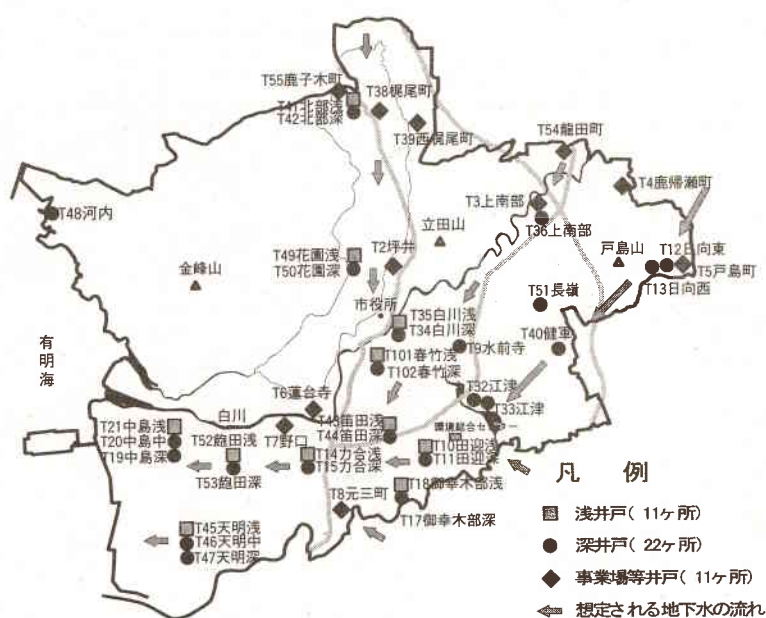 T55鹿子木町
T41北部浅
T42北部深
T38梶尾町
T39西梶尾町
T54龍田町
T4鹿帰瀬町
T3上南部
T36上南部
立田山
戸島山
T12日向東
T5戸島町
T13日向西
T48河内
金峰山
T49花園浅
T50花園深
T2坪井
市役所
T51長嶺
T35白川浅
T34白川深
T40健軍
T9水前寺
T101春竹浅
T102春竹深
有明海
T32江津
T33江津
T6蓮台寺
白川
T21中島浅
T20中島中
T19中島深
T52飽田浅
T53飽田深
T7野口
T43笛田浅
T44笛田深
環境総合センター
T14力合浅
T15力合深
T10田迎浅
T11田迎深
T18御幸木部浅
T17御幸木部深
T8元三町
T45天明浅
T46天明中
T47天明深
凡 例
浅井戸( 11ヶ所)
深井戸( 22ヶ所)
事業場等井戸( 11ヶ所)
想定される地下水の流れ